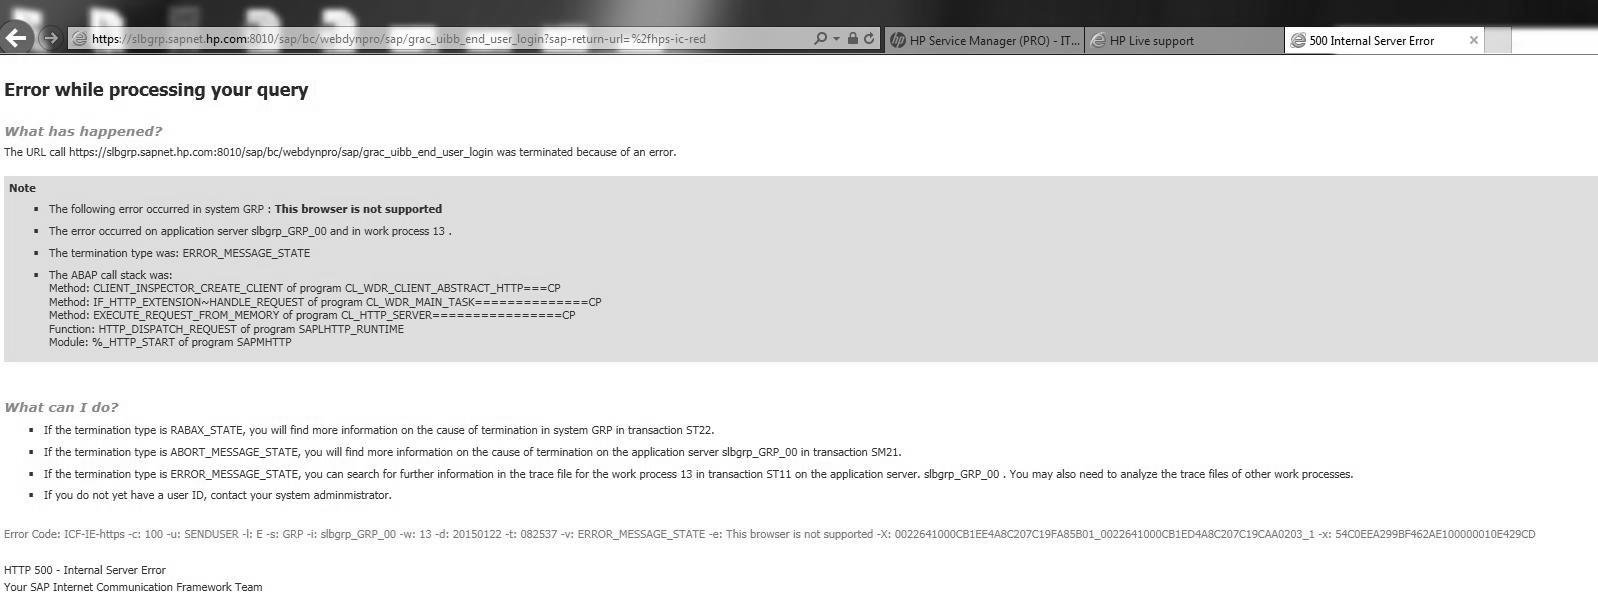 https://slbgrp.sapnet.hp.com:8010/sap/bc/webdynpro/sap/grac_uibb_end_user_login?sap-return-url=%2fhps-ic-red
HP Service Manager (PRO) - IT...
HP Live support
500 Internal Server Error
Error while processing your query
What has happened?
The URL call https://slbgrp.sapnet.hp.com:8010/sap/bc/webdynpro/sap/grac_uibb_end_user_login was terminated because of an error.
Note
The following error occurred in system GRP : This browser is not supported
The error occurred on application server slbgrp_GRP_00 and in work process 13 .
The termination type was: ERROR_MESSAGE_STATE
The ABAP call stack was:
Method: CLIENT_INSPECTOR_CREATE_CLIENT of program CL_WDR_CLIENT_ABSTRACT_HTTP===CP
Method: IF_HTTP_EXTENSION~HANDLE_REQUEST of program CL_WDR_MAIN_TASK==============CP
Method: EXECUTE_REQUEST_FROM_MEMORY of program CL_HTTP_SERVER================CP
Function: HTTP_DISPATCH_REQUEST of program SAPLHTTP_RUNTIME
Module: %_HTTP_START of program SAPMHTTP
What can I do?
If the termination type is RABAX_STATE, you will find more information on the cause of termination in system GRP in transaction ST22.
If the termination type is ABORT_MESSAGE_STATE, you will find more information on the cause of termination on the application server slbgrp_GRP_00 in transaction SM21.
If the termination type is ERROR_MESSAGE_STATE, you can search for further information in the trace file for the work process 13 in transaction ST11 on the application server. slbgrp_GRP_00 . You may also need to analyze the trace files of other work processes.
If you do not yet have a user ID, contact your system adminmistrator.
Error Code: ICF-IE-https -c: 100 -u: SENDUSER -l: E -s: GRP -i: slbgrp_GRP_00 -w: 13 -d: 20150122 -t: 082537 -v: ERROR_MESSAGE_STATE -e: This browser is not supported -X: 0022641000CB1EE4A8C207C19FA85B01_0022641000CB1ED4A8C207C19CAA0203_1 -x: 54C0EEA299BF462AE100000010E429CD
HTTP 500 - Internal Server Error
Your SAP Internet Communication Framework Team